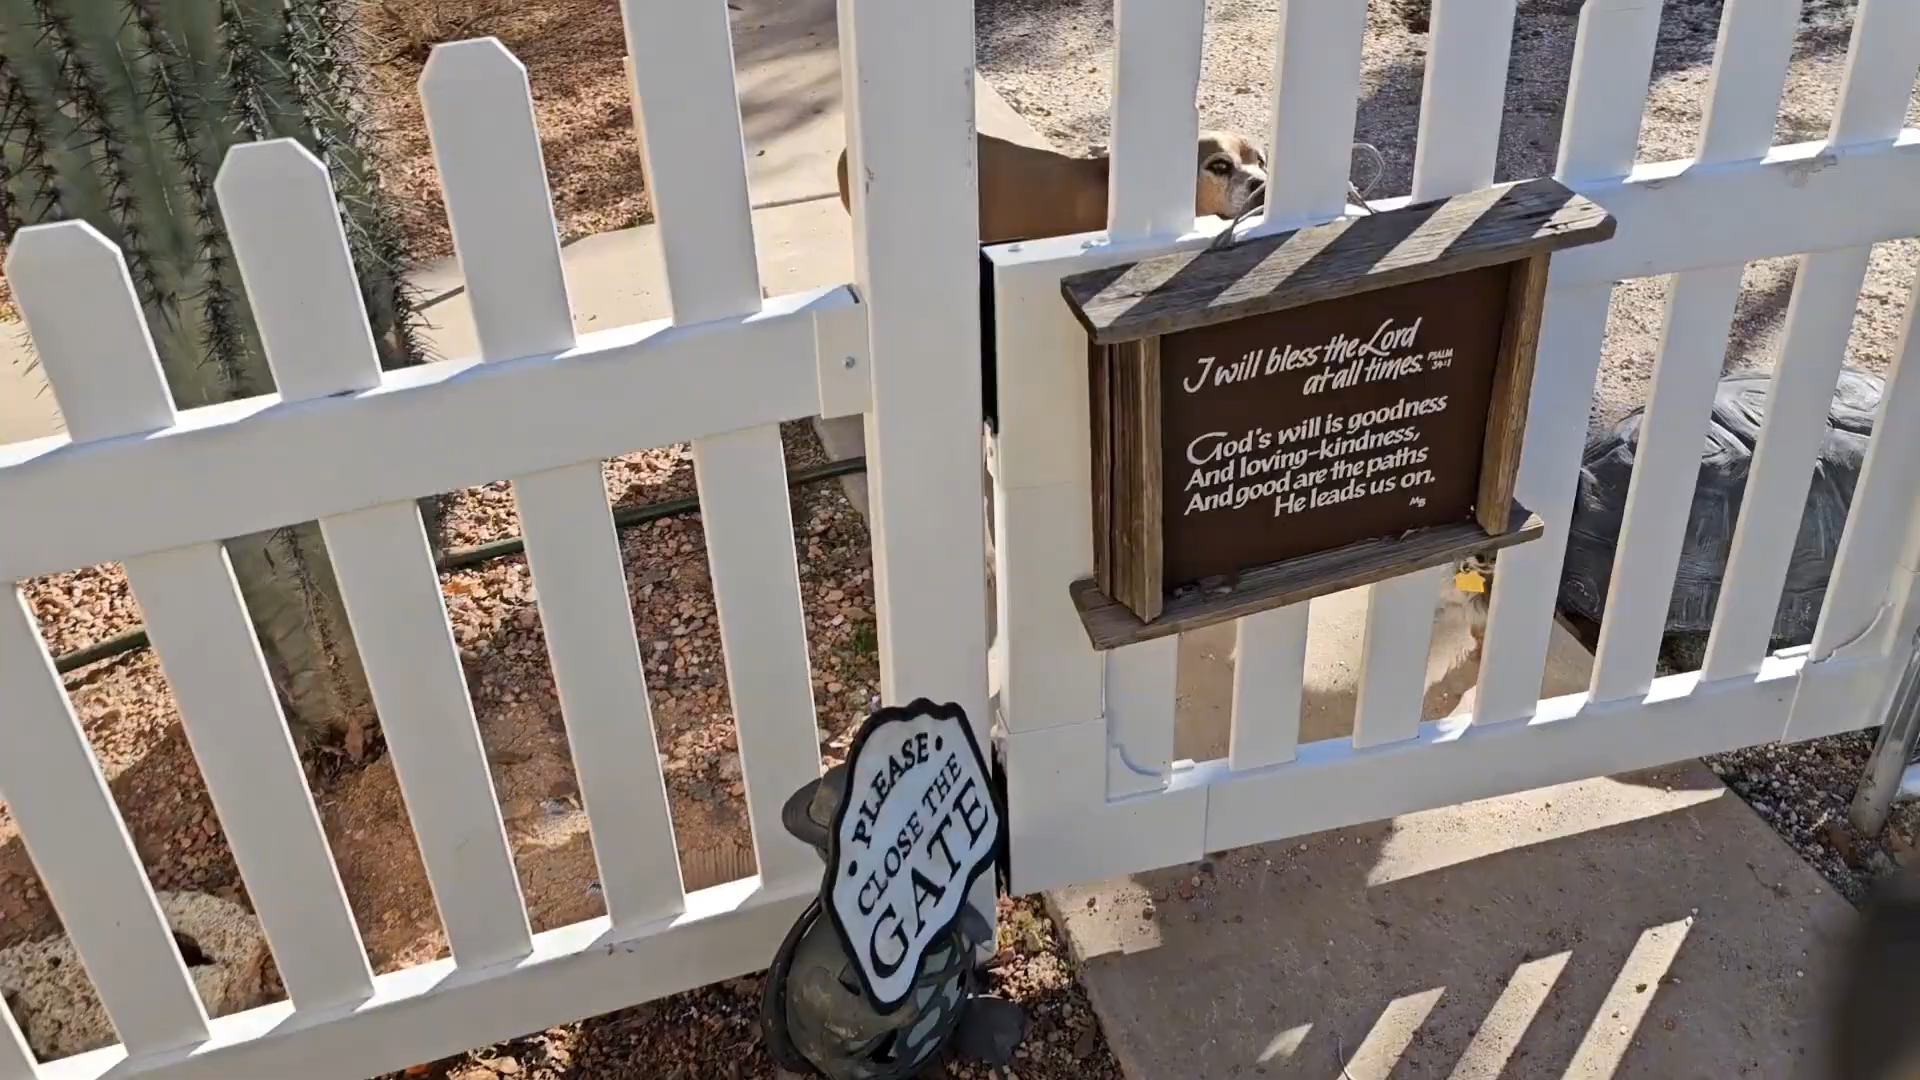 I will bless the Lord
at all times. PSALM 34:1
God's will is goodness
And loving-kindness,
And good are the paths
He leads us on.
MB
• PLEASE •
CLOSE THE
GATE